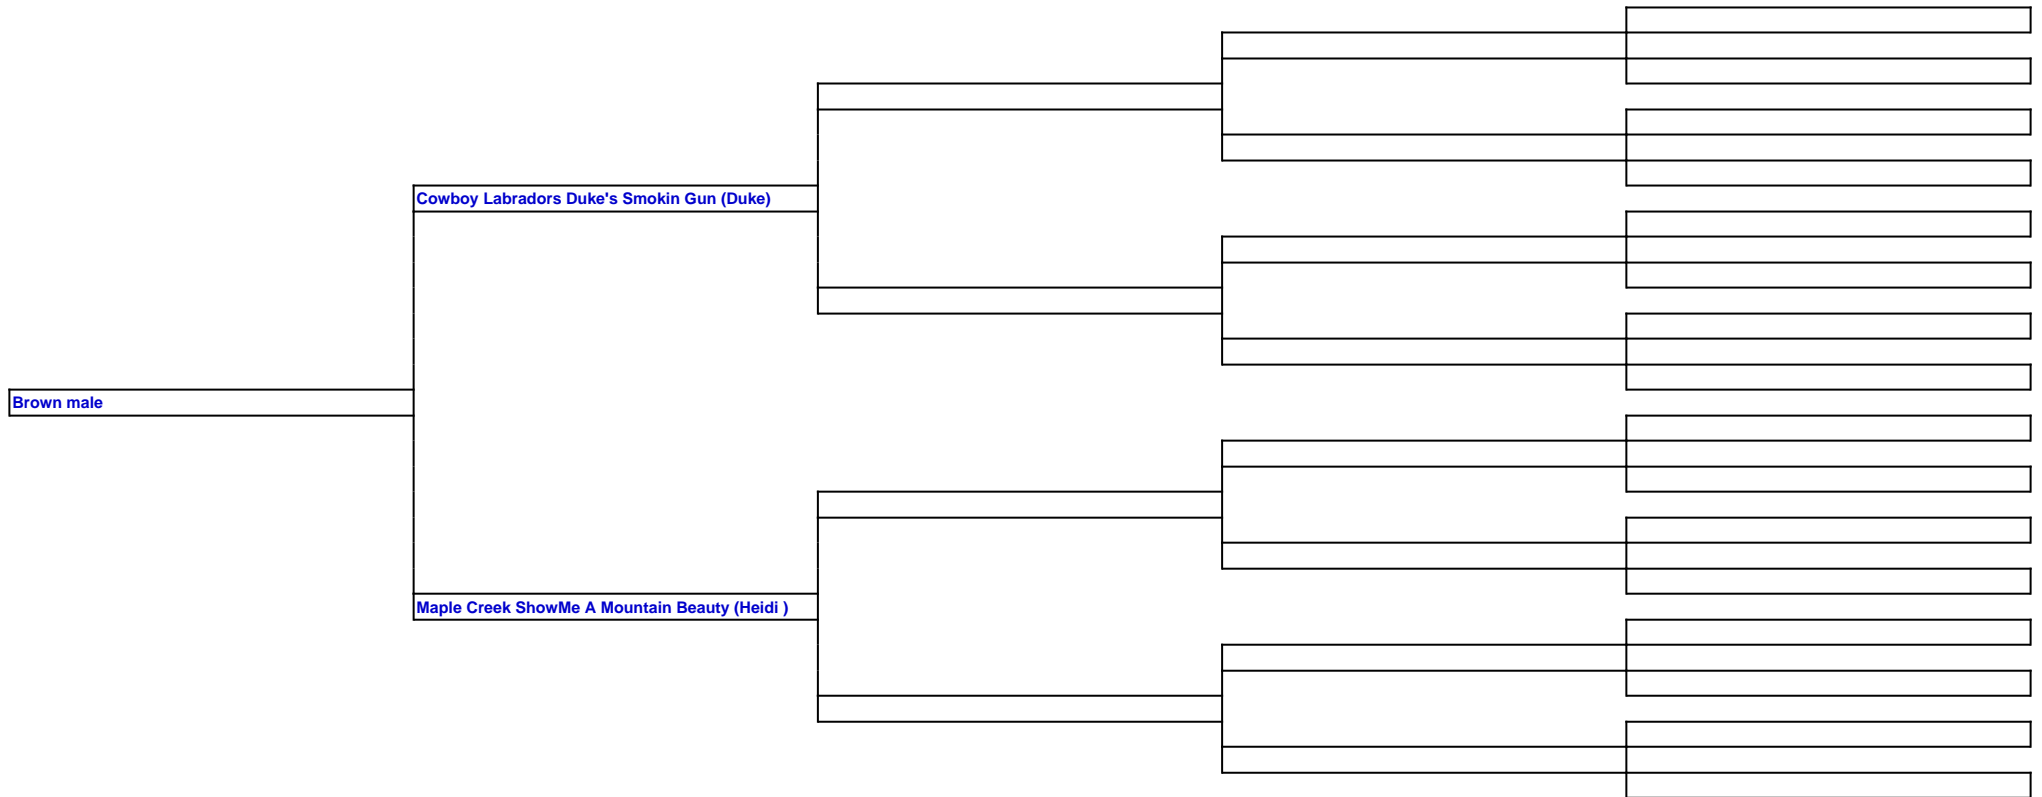 Cowboy Labradors Duke's Smokin Gun (Duke)
Brown male
Maple Creek ShowMe A Mountain Beauty (Heidi )